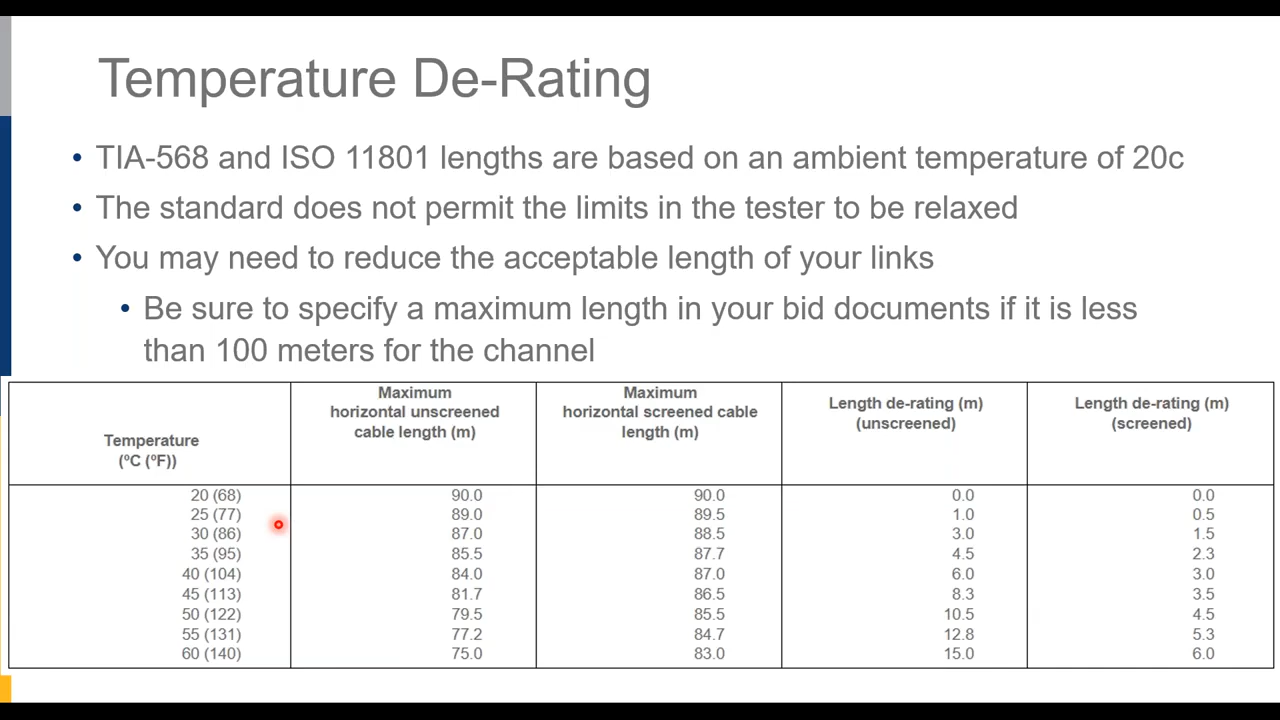 Temperature De-Rating
• TIA-568 and ISO 11801 lengths are based on an ambient temperature of 20c
• The standard does not permit the limits in the tester to be relaxed
• You may need to reduce the acceptable length of your links
• Be sure to specify a maximum length in your bid documents if it is less
than 100 meters for the channel
Temperature
(ºC (ºF))
Maximum
horizontal unscreened
cable length (m)
Maximum
horizontal screened cable
length (m)
Length de-rating (m)
(unscreened)
Length de-rating (m)
(screened)
20 (68) 90.0 90.0 0.0 0.0
25 (77) 89.0 89.5 1.0 0.5
30 (86) 87.0 88.5 3.0 1.5
35 (95) 85.5 87.7 4.5 2.3
40 (104) 84.0 87.0 6.0 3.0
45 (113) 81.7 86.5 8.3 3.5
50 (122) 79.5 85.5 10.5 4.5
55 (131) 77.2 84.7 12.8 5.3
60 (140) 75.0 83.0 15.0 6.0